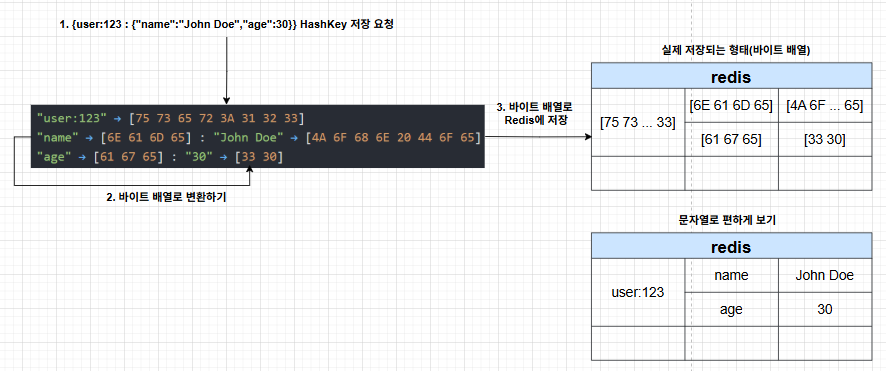 1. {user:123 : {"name":"John Doe","age":30}} HashKey 저장 요청
"user:123" → [75 73 65 72 3A 31 32 33]
"name" → [6E 61 6D 65] : "John Doe" → [4A 6F 68 6E 20 44 6F 65]
"age" → [61 67 65] : "30" → [33 30]
2. 바이트 배열로 변환하기
3. 바이트 배열로
Redis에 저장
실제 저장되는 형태(바이트 배열)
redis
[75 73 ... 33]
[6E 61 6D 65]
[4A 6F ... 65]
[61 67 65]
[33 30]
문자열로 편하게 보기
redis
user:123
name
John Doe
age
30